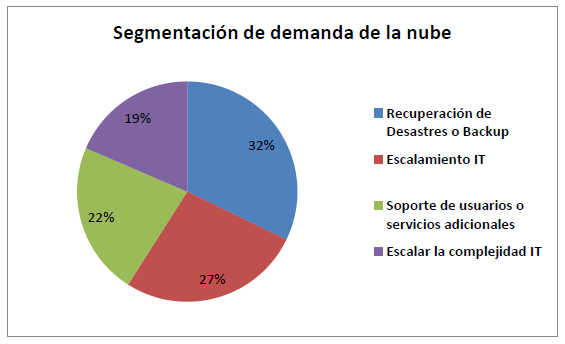 Segmentación de demanda de la nube
19%
32%
22%
27%
Recuperación de
Desastres o Backup
Escalamiento IT
Soporte de usuarios o
servicios adicionales
Escalar la complejidad IT